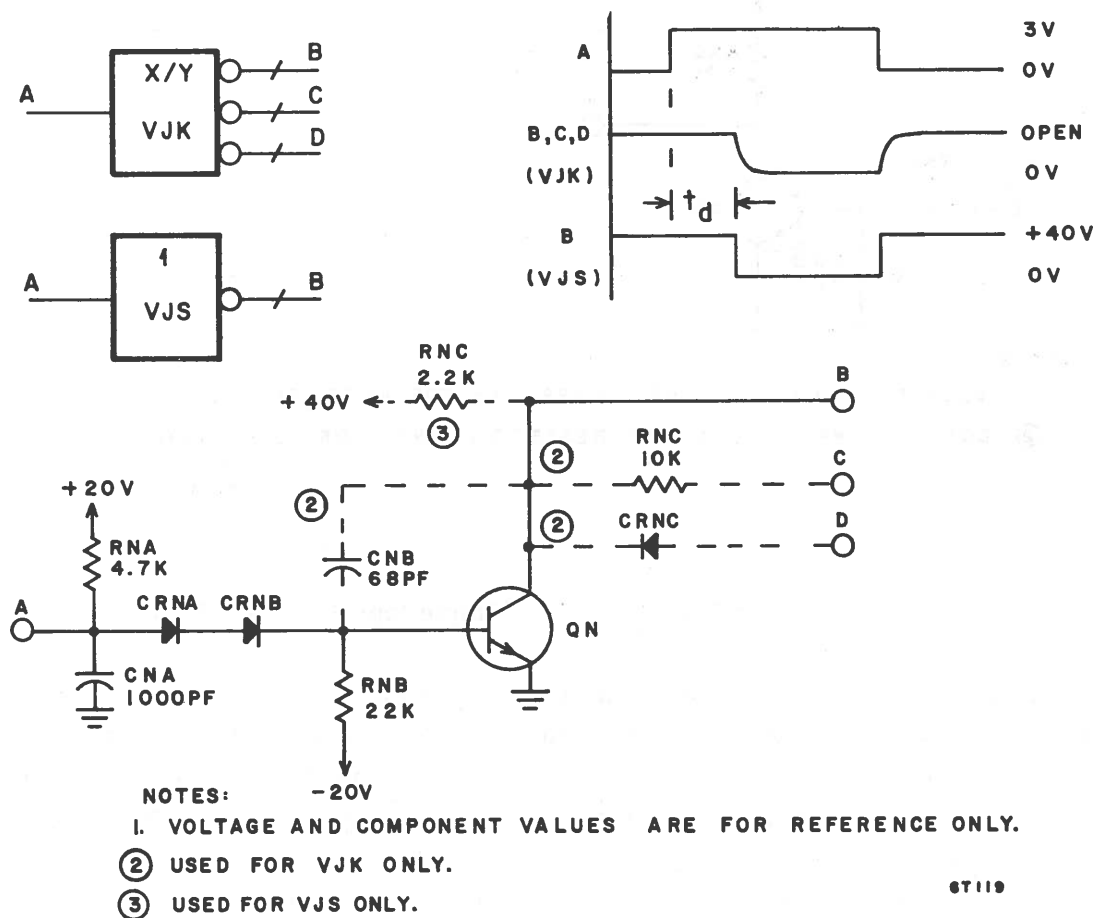 X/Y
VJK
A
B
C
D
1
VJS
A
B
A
3V
0V
B,C,D
(VJK)
OPEN
0V
td
B
(VJS)
+40V
0V
RNC
2.2K
+40V
3
B
2
RNC
10K
C
2
CRNC
D
2
+20V
RNA
4.7K
CNB
68PF
A
CRNA CRNB
QN
CNA
1000PF
RNB
22K
-20V
NOTES:
1. VOLTAGE AND COMPONENT VALUES ARE FOR REFERENCE ONLY.
2 USED FOR VJK ONLY.
3 USED FOR VJS ONLY.
6T119